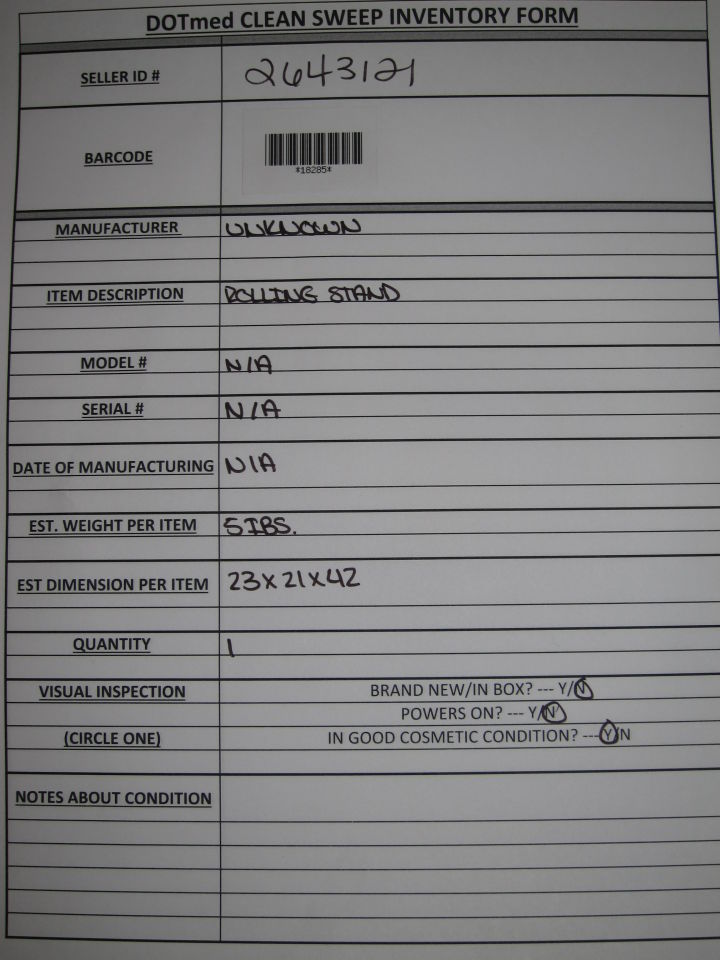 DOTmed CLEAN SWEEP INVENTORY FORM
SELLER ID # 2643121
BARCODE
*18285*
MANUFACTURER UNKNOWN
ITEM DESCRIPTION ROLLING STAND
MODEL # N/A
SERIAL # N/A
DATE OF MANUFACTURING N/A
EST. WEIGHT PER ITEM 5IBS.
EST DIMENSION PER ITEM 23X21X42
QUANTITY 1
VISUAL INSPECTION BRAND NEW/IN BOX? --- Y/N
POWERS ON? --- Y/N
(CIRCLE ONE) IN GOOD COSMETIC CONDITION? ---Y/N
NOTES ABOUT CONDITION